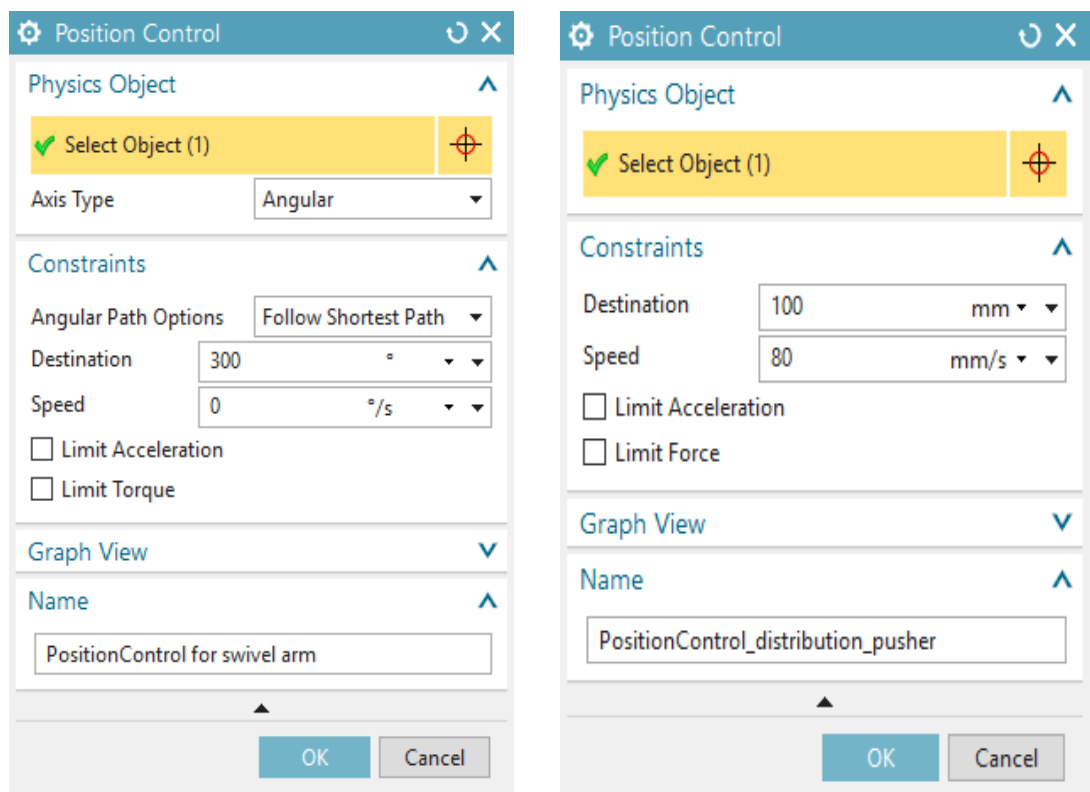 Position Control
Physics Object
Select Object (1)
Axis Type Angular
Constraints
Angular Path Options Follow Shortest Path
Destination 300 °
Speed 0 °/s
Limit Acceleration
Limit Torque
Graph View
Name
PositionControl for swivel arm
OK Cancel
Position Control
Physics Object
Select Object (1)
Constraints
Destination 100 mm
Speed 80 mm/s
Limit Acceleration
Limit Force
Graph View
Name
PositionControl_distribution_pusher
OK Cancel